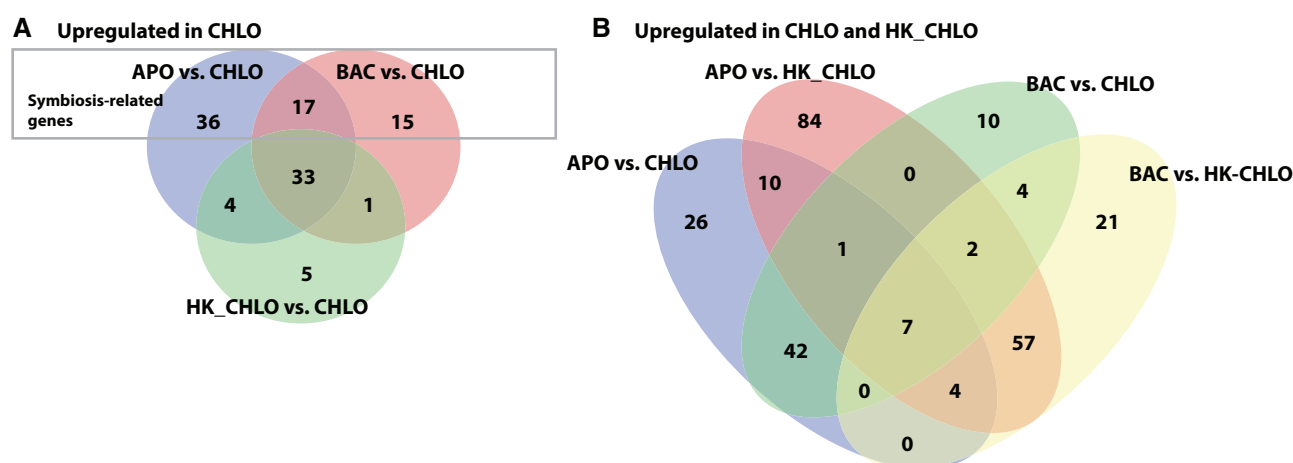 A Upregulated in CHLO
APO vs. CHLO
BAC vs. CHLO
Symbiosis-related
genes
36
17
15
33
4
1
5
HK_CHLO vs. CHLO
B Upregulated in CHLO and HK_CHLO
APO vs. HK_CHLO
BAC vs. CHLO
APO vs. CHLO
BAC vs. HK-CHLO
84
10
10
0
4
26
21
1
2
7
42
57
0
4
0